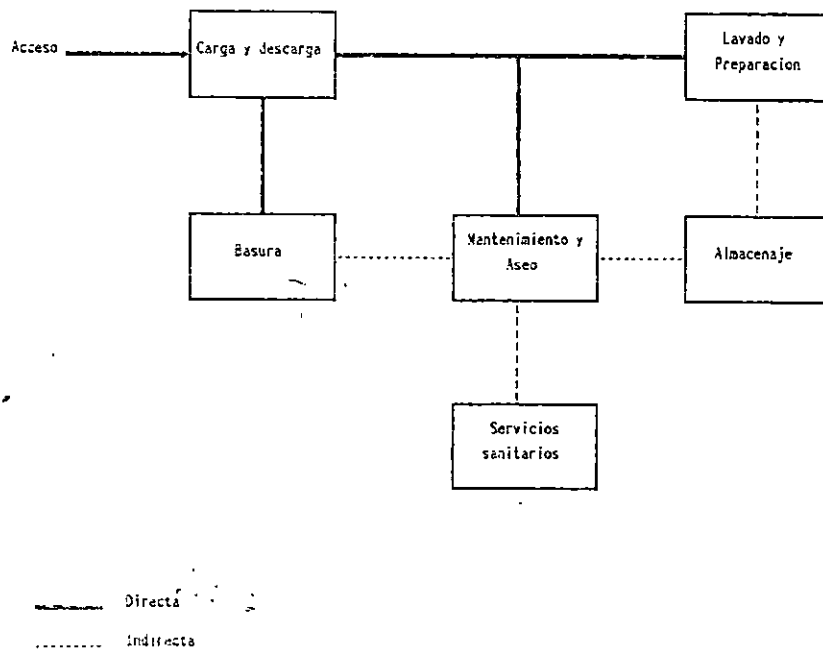 Acceso
Carga y descarga
Lavado y
Preparacion
Basura
Mantenimiento y
Aseo
Almacenaje
Servicios
sanitarios
Directa
Indirecta